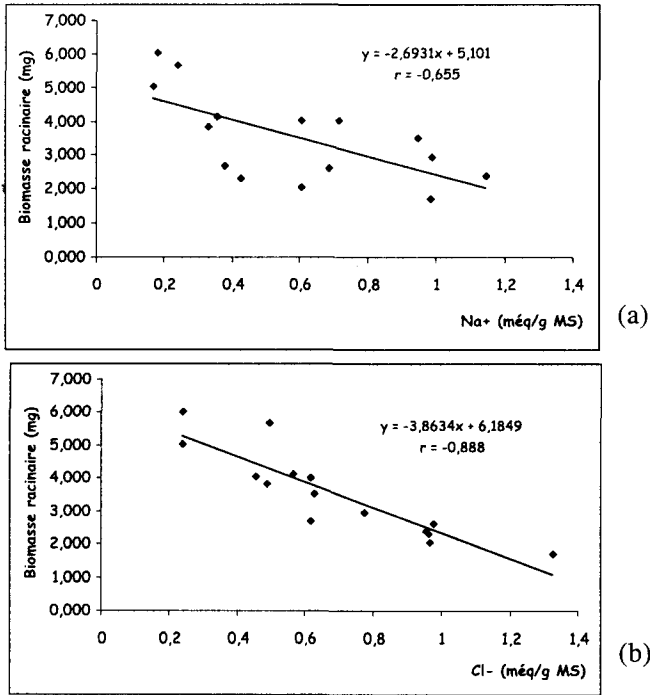 7,000
6,000
5,000
4,000
3,000
2,000
1,000
0,000
Biomasse racinaire (mg)
y = -2,6931x + 5,101
r = -0,655
0 0,2 0,4 0,6 0,8 1 1,2 1,4
Na+ (méq/g MS)
(a)
7,000
6,000
5,000
4,000
3,000
2,000
1,000
0,000
Biomasse racinaire (mg)
y = -3,8634x + 6,1849
r = -0,888
0 0,2 0,4 0,6 0,8 1 1,2 1,4
Cl- (méq/g MS)
(b)